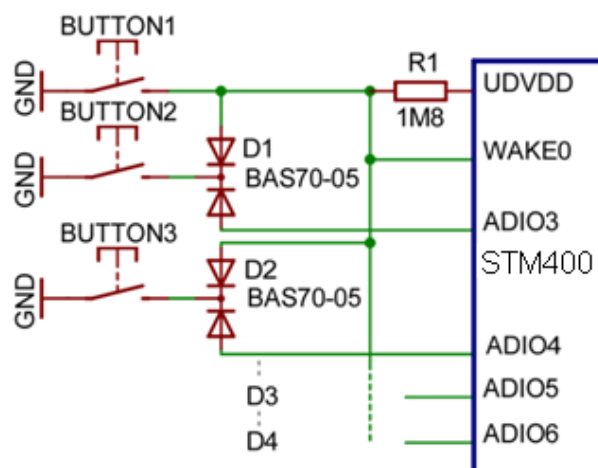 BUTTON1
GND
R1
1M8
UDVDD
BUTTON2
GND
D1
BAS70-05
WAKE0
ADIO3
STM400
BUTTON3
GND
D2
BAS70-05
ADIO4
D3
ADIO5
D4
ADIO6